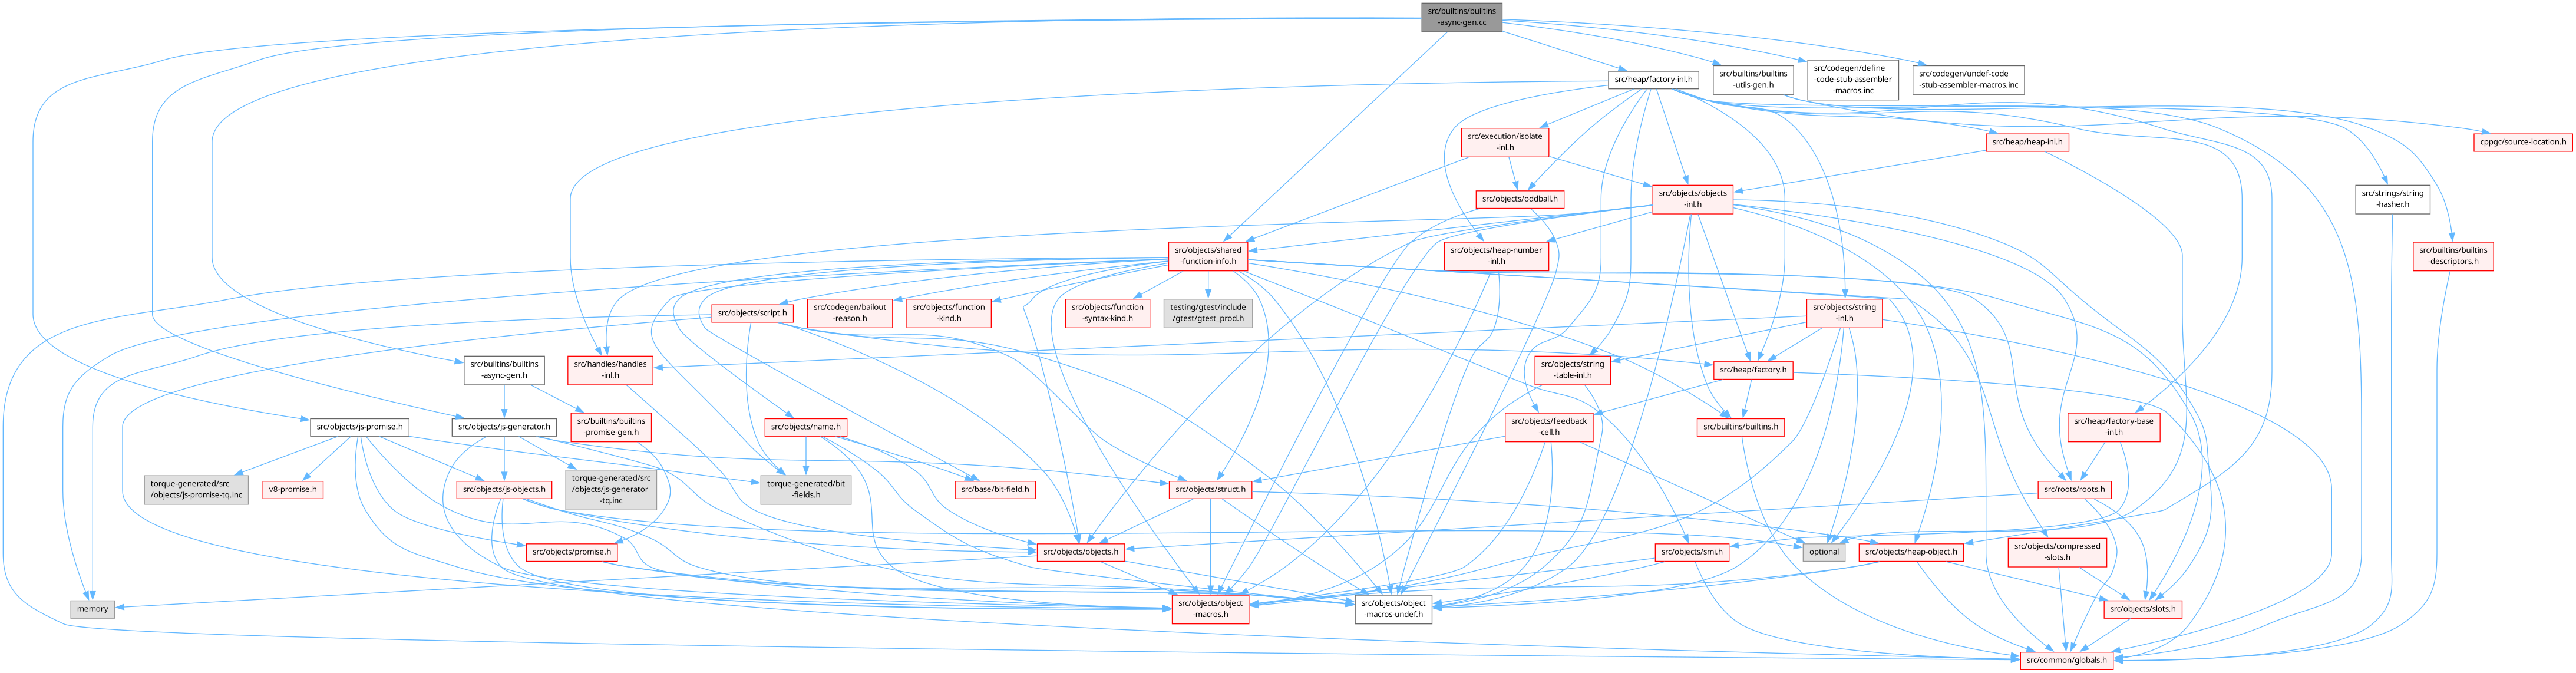 src/builtins/builtins
-async-gen.cc
src/heap/factory-inl.h
src/builtins/builtins
-utils-gen.h
src/codegen/define
-code-stub-assembler
-macros.inc
src/codegen/undef-code
-stub-assembler-macros.inc
src/execution/isolate
-inl.h
src/heap/heap-inl.h
cppgc/source-location.h
src/objects/oddball.h
src/objects/objects
-inl.h
src/strings/string
-hasher.h
src/objects/shared
-function-info.h
src/objects/heap-number
-inl.h
src/builtins/builtins
-descriptors.h
src/objects/script.h
src/codegen/bailout
-reason.h
src/objects/function
-kind.h
src/objects/function
-syntax-kind.h
testing/gtest/include
/gtest/gtest_prod.h
src/objects/string
-inl.h
src/builtins/builtins
-async-gen.h
src/handles/handles
-inl.h
src/objects/string
-table-inl.h
src/heap/factory.h
src/objects/js-promise.h
src/objects/js-generator.h
src/builtins/builtins
-promise-gen.h
src/objects/name.h
src/objects/feedback
-cell.h
src/builtins/builtins.h
src/heap/factory-base
-inl.h
torque-generated/src
/objects/js-promise-tq.inc
v8-promise.h
src/objects/js-objects.h
torque-generated/src
/objects/js-generator
-tq.inc
torque-generated/bit
-fields.h
src/base/bit-field.h
src/objects/struct.h
src/roots/roots.h
src/objects/promise.h
src/objects/objects.h
src/objects/smi.h
optional
src/objects/heap-object.h
src/objects/compressed
-slots.h
memory
src/objects/object
-macros.h
src/objects/object
-macros-undef.h
src/objects/slots.h
src/common/globals.h